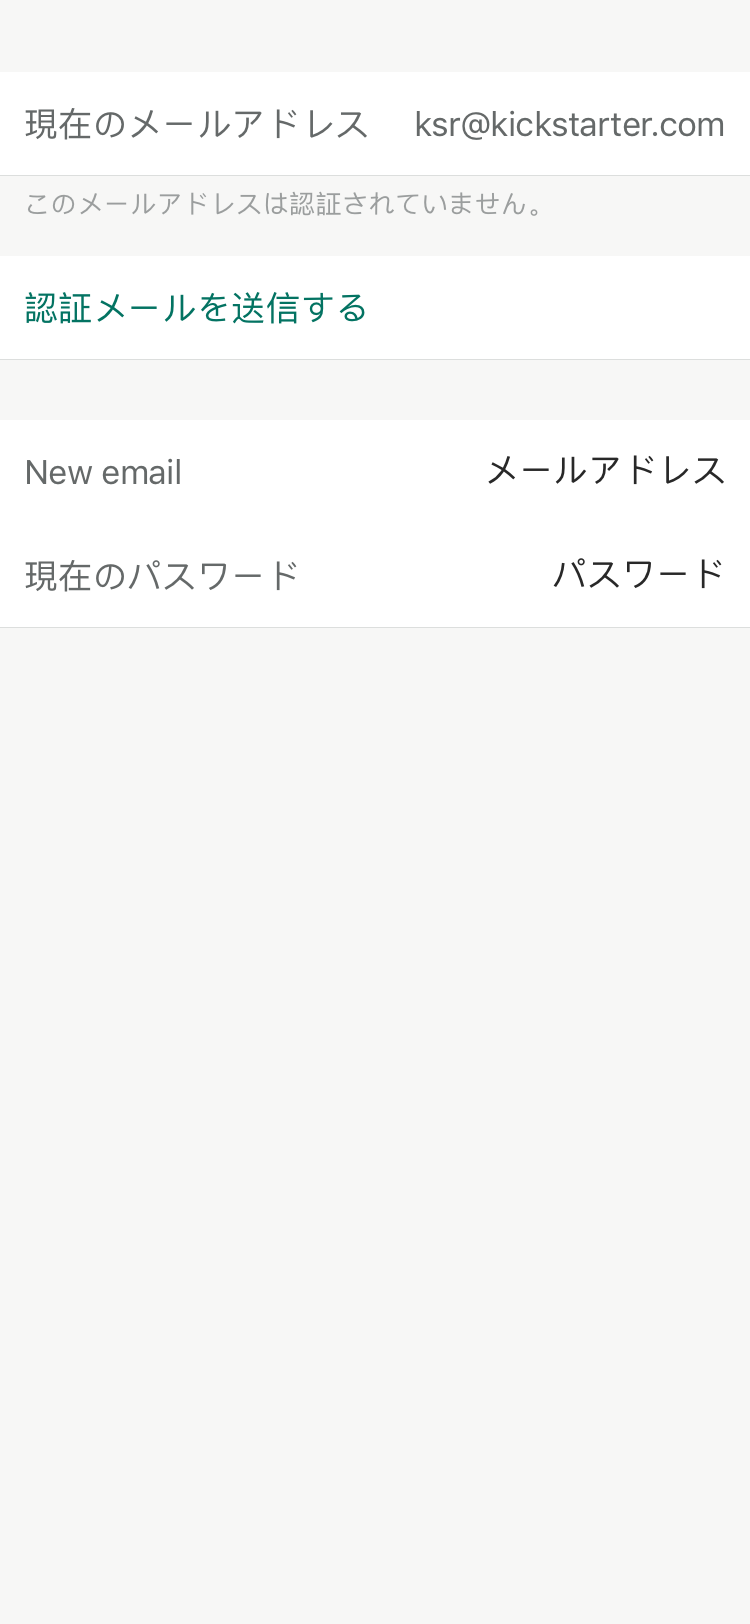 現在のメールアドレス ksr@kickstarter.com
このメールアドレスは認証されていません。
認証メールを送信する
New email メールアドレス
現在のパスワード パスワード